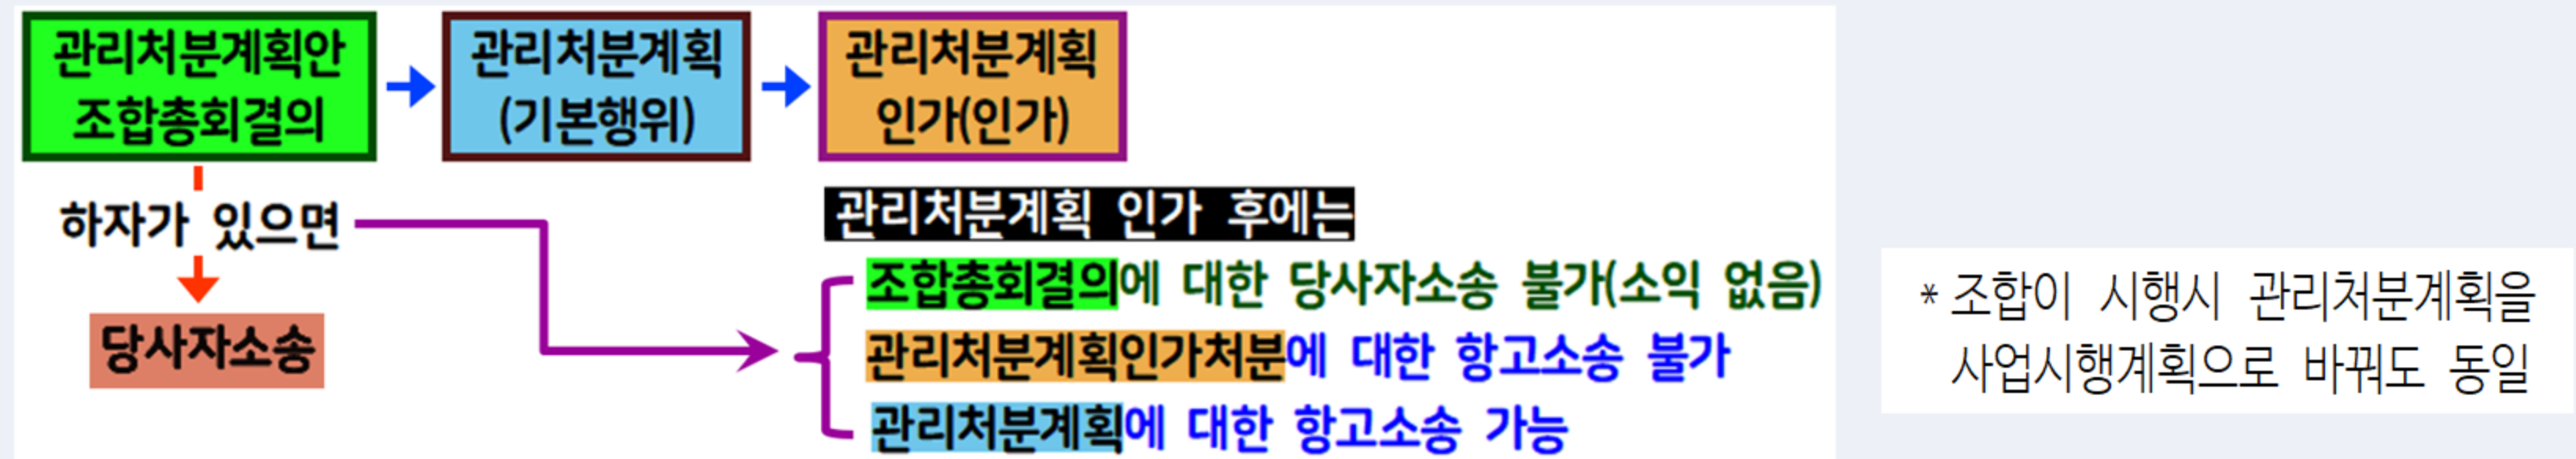 관리처분계획안
조합총회결의
관리처분계획
(기본행위)
관리처분계획
인가(인가)
하자가 있으면
당사자소송
관리처분계획 인가 후에는
조합총회결의에 대한 당사자소송 불가(소익 없음)
관리처분계획인가처분에 대한 항고소송 불가
관리처분계획에 대한 항고소송 가능
* 조합이 시행시 관리처분계획을
사업시행계획으로 바꿔도 동일